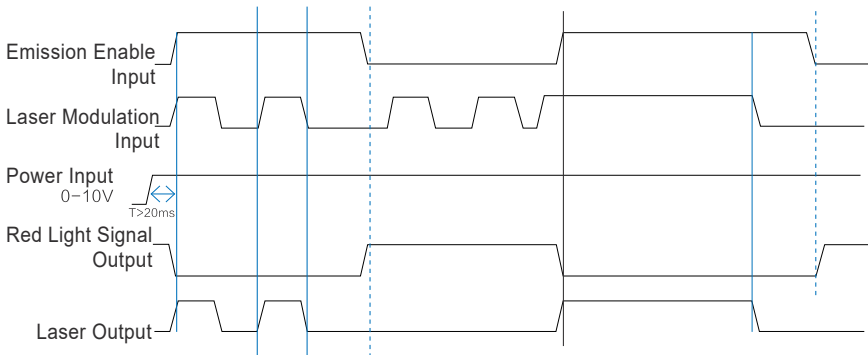 Emission Enable
Input
Laser Modulation
Input
Power Input
0–10V
T>20ms
Red Light Signal
Output
Laser Output